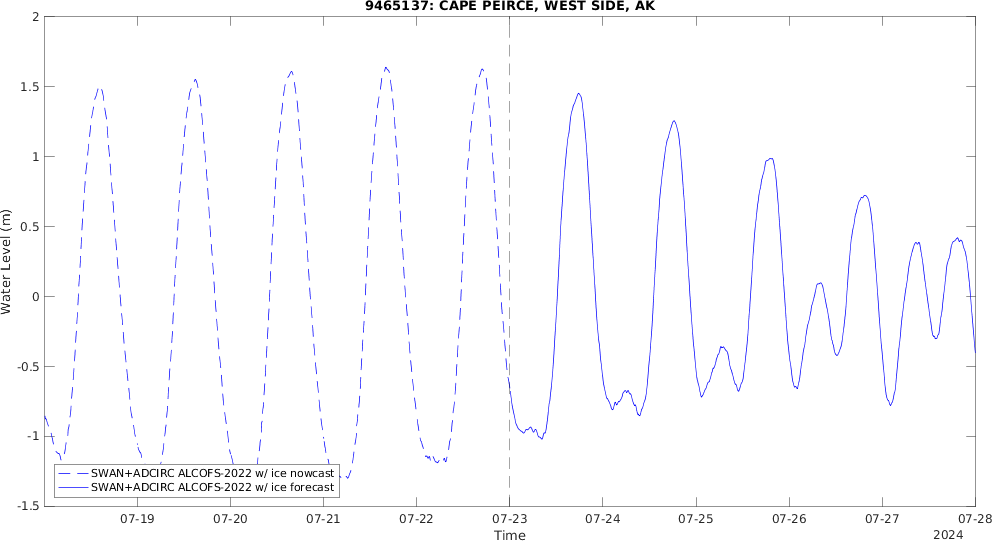 9465137: CAPE PEIRCE, WEST SIDE, AK
2
1.5
1
0.5
0
-0.5
-1
-1.5
Water Level (m)
SWAN+ADCIRC ALCOFS-2022 w/ ice nowcast
SWAN+ADCIRC ALCOFS-2022 w/ ice forecast
07-19 07-20 07-21 07-22 07-23 07-24 07-25 07-26 07-27 07-28
Time
2024